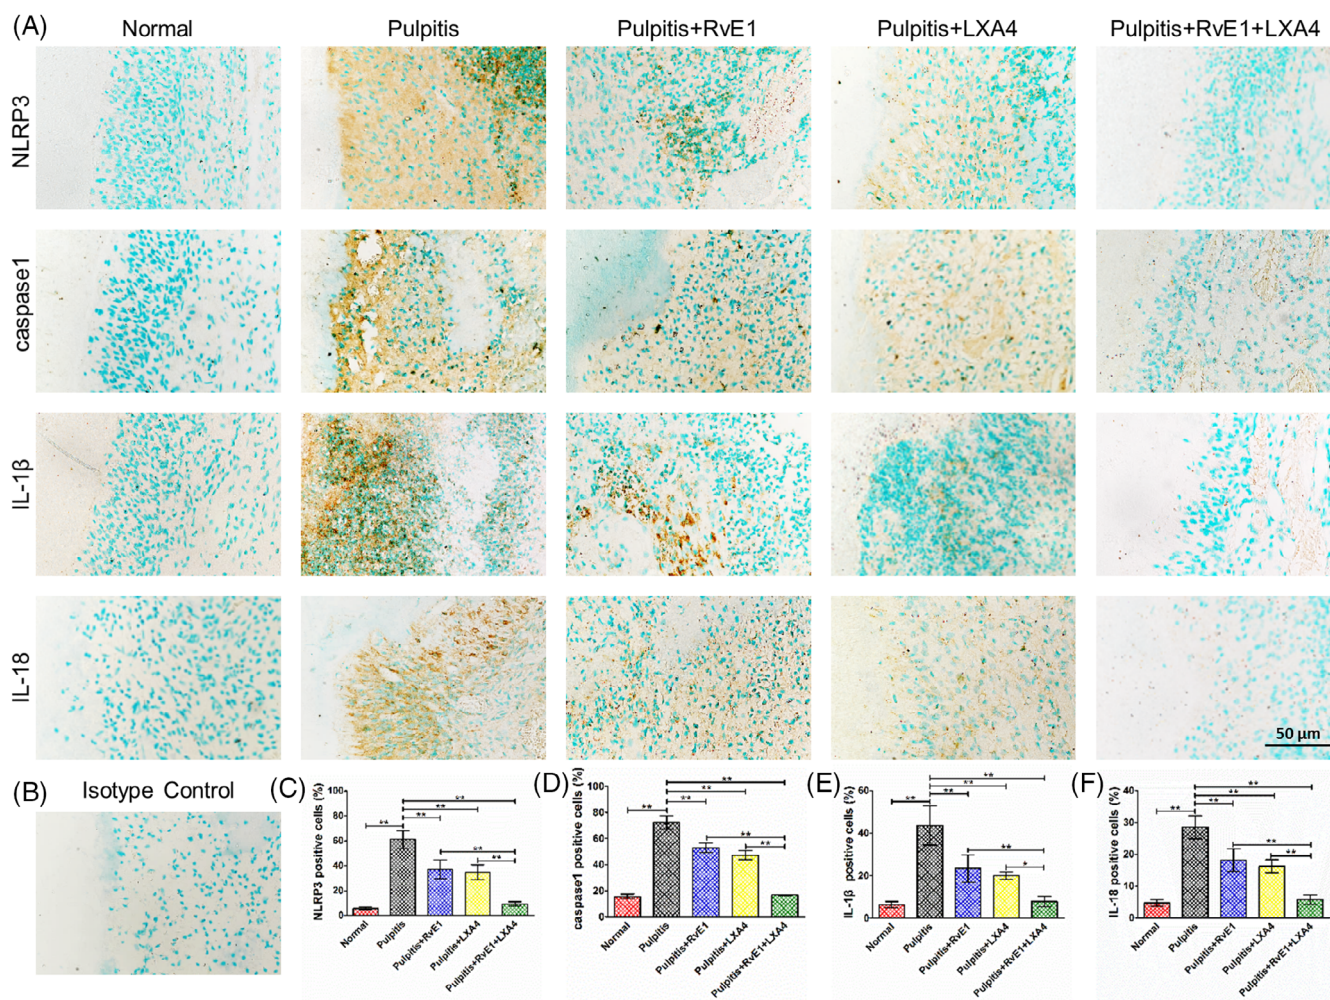 (A)
Normal Pulpitis Pulpitis+RvE1 Pulpitis+LXA4 Pulpitis+RvE1+LXA4
NLRP3
caspase1
IL-1β
IL-18
50 μm
(B) Isotype Control
(C)
NLRP3 positive cells (%)
100
80
60
40
20
0
** ** ** ** ** **
Normal
Pulpitis
Pulpitis+RvE1
Pulpitis+LXA4
Pulpitis+RvE1+LXA4
(D)
caspase1 positive cells (%)
100
80
60
40
20
0
** ** ** ** ** **
Normal
Pulpitis
Pulpitis+RvE1
Pulpitis+LXA4
Pulpitis+RvE1+LXA4
(E)
IL-1β positive cells (%)
60
40
20
0
** ** ** ** ** *
Normal
Pulpitis
Pulpitis+RvE1
Pulpitis+LXA4
Pulpitis+RvE1+LXA4
(F)
IL-18 positive cells (%)
40
30
20
10
0
** ** ** ** ** **
Normal
Pulpitis
Pulpitis+RvE1
Pulpitis+LXA4
Pulpitis+RvE1+LXA4